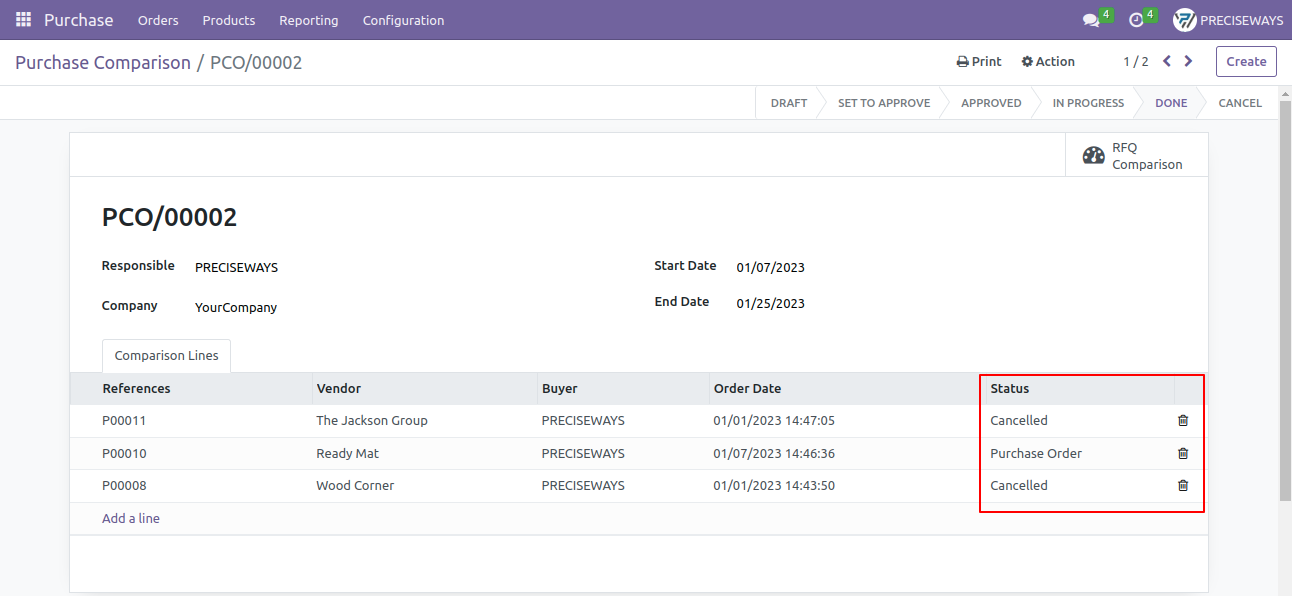 Purchase Orders Products Reporting Configuration 4 4 PRECISEWAYS
Purchase Comparison / PCO/00002 Print Action 1 / 2 Create
DRAFT SET TO APPROVE APPROVED IN PROGRESS DONE CANCEL
RFQ
Comparison
PCO/00002
Responsible PRECISEWAYS Start Date 01/07/2023
Company YourCompany End Date 01/25/2023
Comparison Lines
References Vendor Buyer Order Date Status
P00011 The Jackson Group PRECISEWAYS 01/01/2023 14:47:05 Cancelled
P00010 Ready Mat PRECISEWAYS 01/07/2023 14:46:36 Purchase Order
P00008 Wood Corner PRECISEWAYS 01/01/2023 14:43:50 Cancelled
Add a line